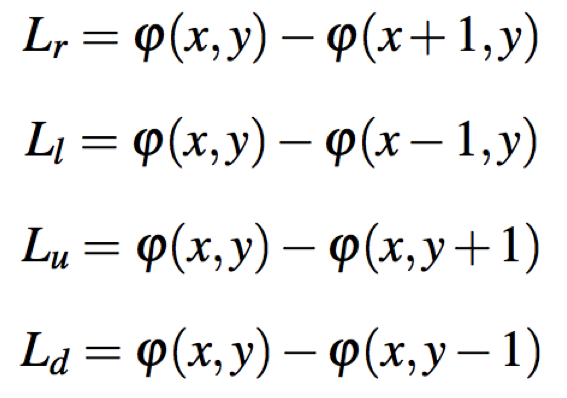 L_r = φ(x,y) − φ(x+1,y)
L_l = φ(x,y) − φ(x−1,y)
L_u = φ(x,y) − φ(x,y+1)
L_d = φ(x,y) − φ(x,y−1)